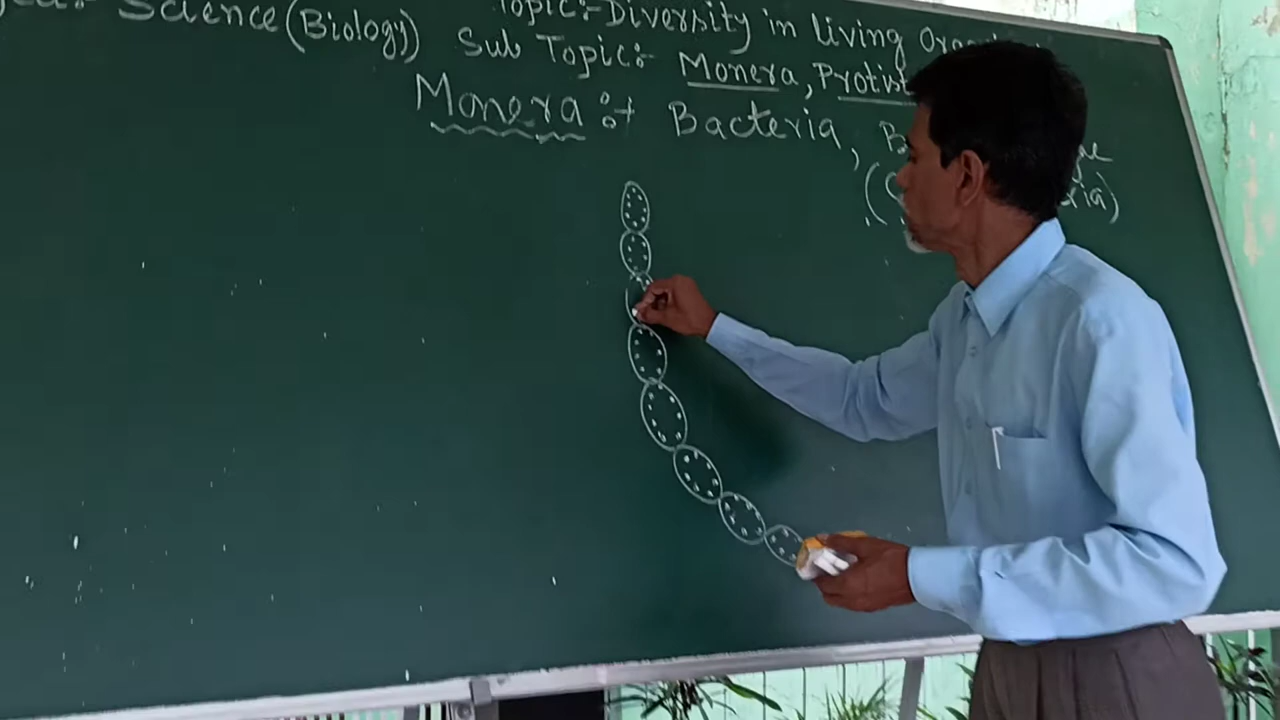 Science (Biology)
Topic:- Diversity in living
Sub Topic:- Monera, Protist
Monera :→ Bacteria,